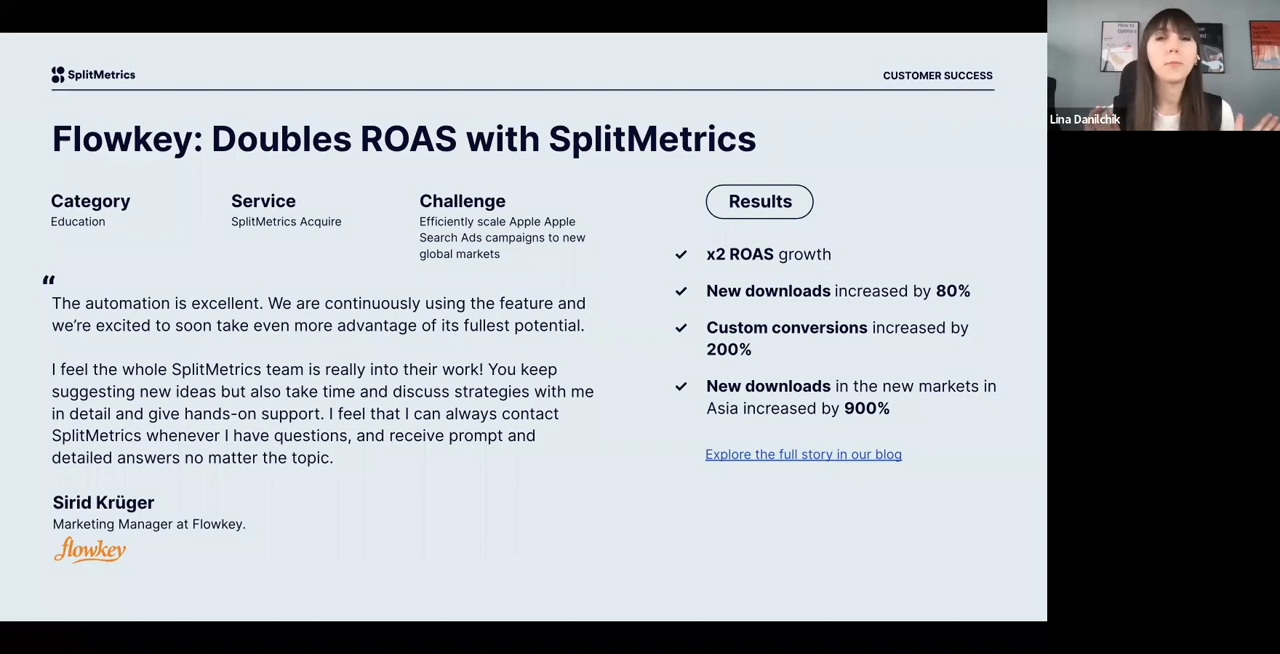 SplitMetrics
CUSTOMER SUCCESS
Flowkey: Doubles ROAS with SplitMetrics
Category
Education
Service
SplitMetrics Acquire
Challenge
Efficiently scale Apple Apple
Search Ads campaigns to new
global markets
“
The automation is excellent. We are continuously using the feature and
we’re excited to soon take even more advantage of its fullest potential.
I feel the whole SplitMetrics team is really into their work! You keep
suggesting new ideas but also take time and discuss strategies with me
in detail and give hands-on support. I feel that I can always contact
SplitMetrics whenever I have questions, and receive prompt and
detailed answers no matter the topic.
Sirid Krüger
Marketing Manager at Flowkey.
flowkey
Results
x2 ROAS growth
New downloads increased by 80%
Custom conversions increased by
200%
New downloads in the new markets in
Asia increased by 900%
Explore the full story in our blog
Lina Danilchik